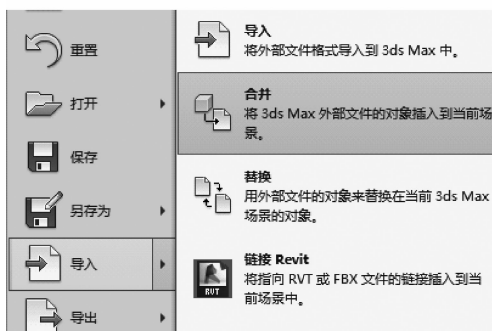 重置
打开
保存
另存为
导入
导出
导入
将外部文件格式导入到 3ds Max 中。
合并
将 3ds Max 外部文件的对象插入到当前场
景。
替换
用外部文件的对象来替换在当前 3ds Max
场景的对象。
链接 Revit
将指向 RVT 或 FBX 文件的链接插入到当
前场景中。
RVT